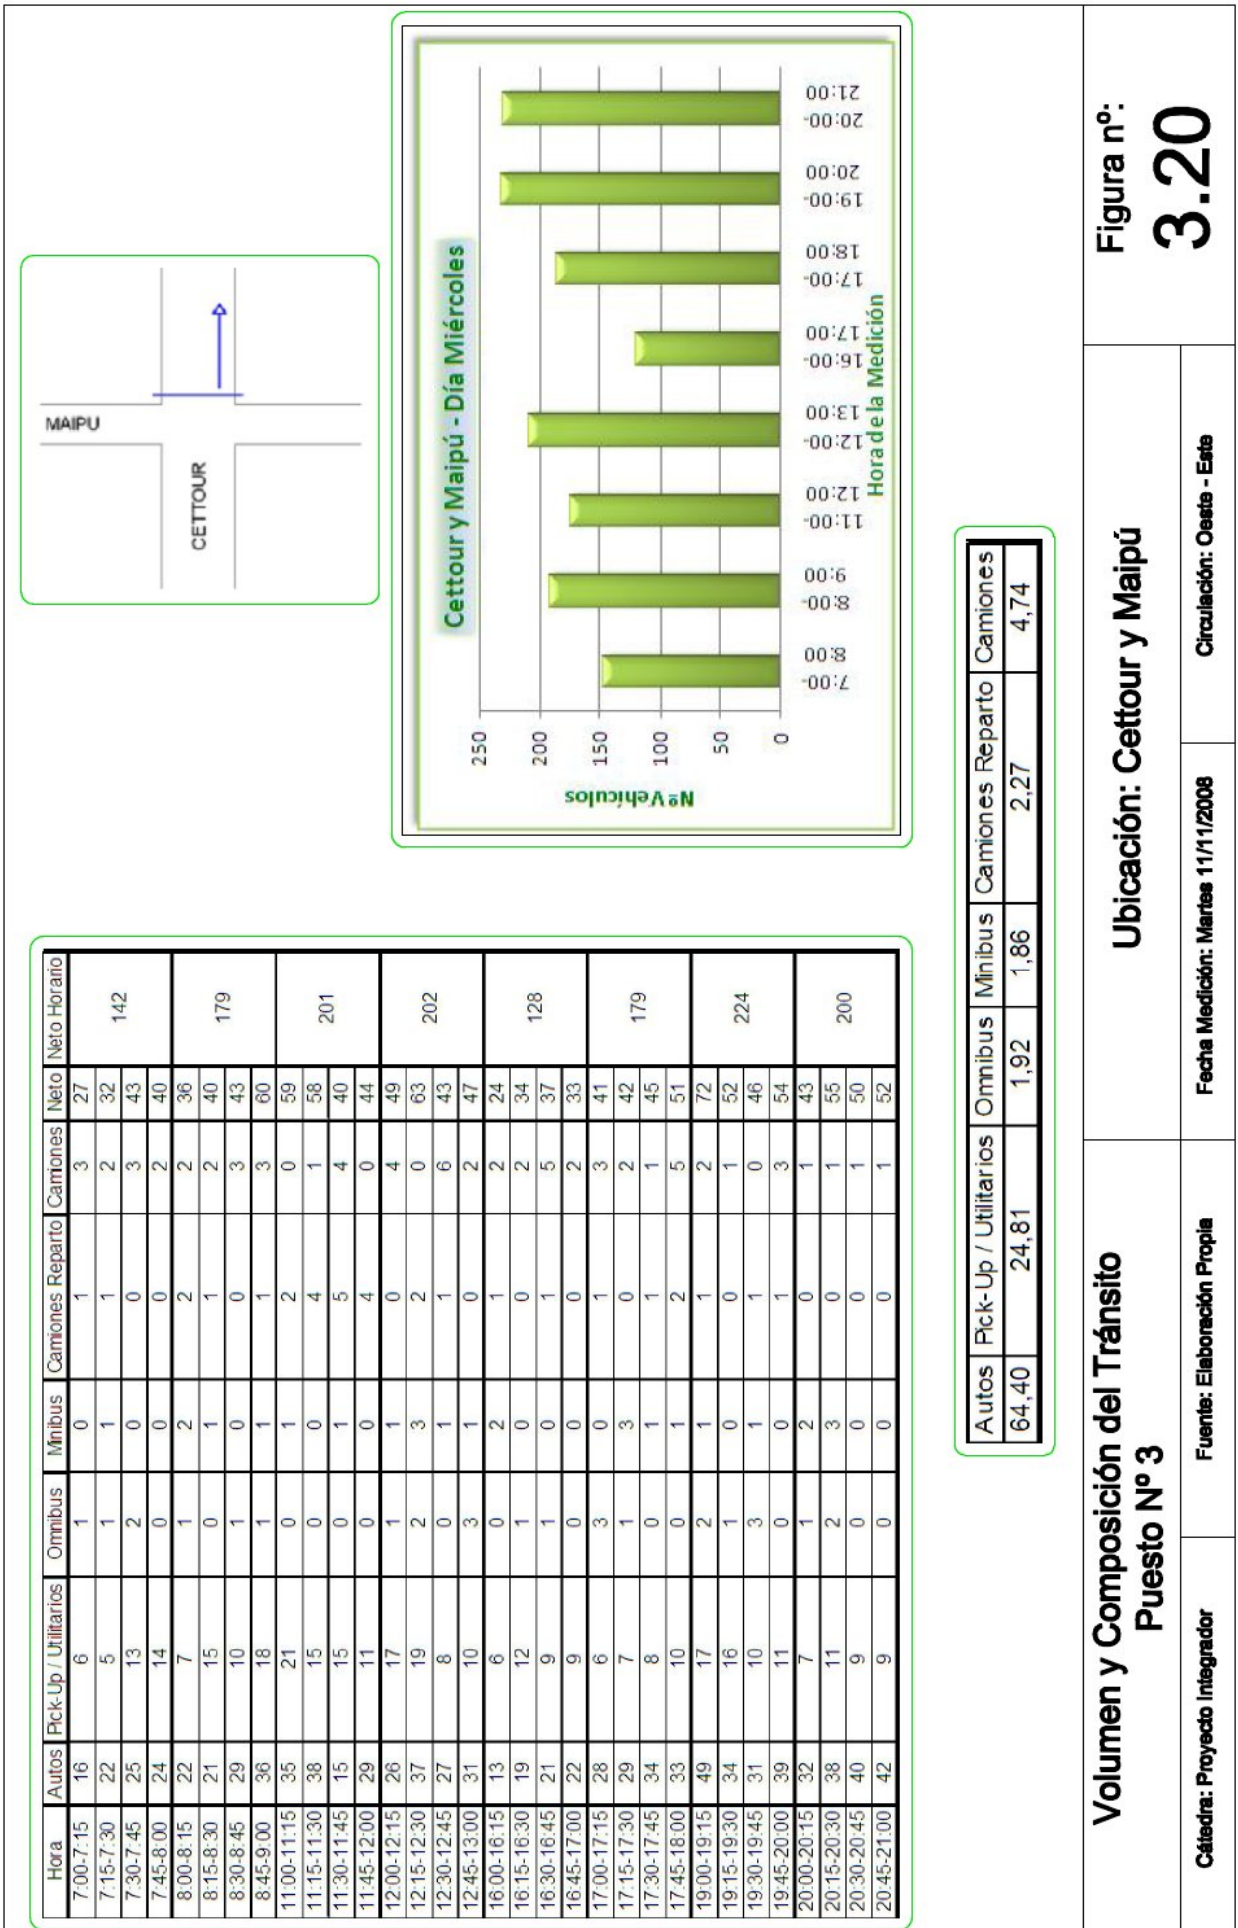 Hora Autos Pick-Up / Utilitarios Omnibus Minibus Camiones Reparto Camiones Neto Neto Horario
7:00-7:15 16 6 1 0 1 3 27 142
7:15-7:30 22 5 1 1 1 2 32
7:30-7:45 25 13 2 0 0 3 43
7:45-8:00 24 14 0 0 0 2 40
8:00-8:15 22 7 1 2 2 2 36 179
8:15-8:30 21 15 0 1 1 2 40
8:30-8:45 29 10 1 0 0 3 43
8:45-9:00 36 18 1 1 1 3 60
11:00-11:15 35 21 0 1 2 0 59 201
11:15-11:30 38 15 0 0 4 1 58
11:30-11:45 15 15 0 1 5 4 40
11:45-12:00 29 11 0 0 4 0 44
12:00-12:15 26 17 1 1 0 4 49 202
12:15-12:30 37 19 2 3 2 0 63
12:30-12:45 27 8 0 1 1 6 43
12:45-13:00 31 10 3 1 0 2 47
16:00-16:15 13 6 0 2 1 2 24 128
16:15-16:30 19 12 1 0 0 2 34
16:30-16:45 21 9 1 0 1 5 37
16:45-17:00 22 9 0 0 0 2 33
17:00-17:15 28 6 3 0 1 3 41 179
17:15-17:30 29 7 1 3 0 2 42
17:30-17:45 34 8 0 1 1 1 45
17:45-18:00 33 10 0 1 2 5 51
19:00-19:15 49 17 2 1 1 2 72 224
19:15-19:30 34 16 1 0 0 1 52
19:30-19:45 31 10 3 1 1 0 46
19:45-20:00 39 11 0 0 1 3 54
20:00-20:15 32 7 1 2 0 1 43 200
20:15-20:30 38 11 2 3 0 1 55
20:30-20:45 40 9 0 0 0 1 50
20:45-21:00 42 9 0 0 0 1 52
MAIPU
CETTOUR
Cettour y Maipú - Día Miércoles
Nº Vehículos
250
200
150
100
50
0
7:00- 8:00- 11:00- 12:00- 16:00- 17:00- 19:00- 20:00-
8:00 9:00 12:00 13:00 17:00 18:00 20:00 21:00
Hora de la Medición
Autos Pick-Up / Utilitarios Omnibus Minibus Camiones Reparto Camiones
64,40 24,81 1,92 1,86 2,27 4,74
Volumen y Composición del Tránsito
Puesto Nº 3
Ubicación: Cettour y Maipú
Figura nº:
3.20
Cátedra: Proyecto Integrador
Fuente: Elaboración Propia
Fecha Medición: Martes 11/11/2008
Circulación: Oeste - Este